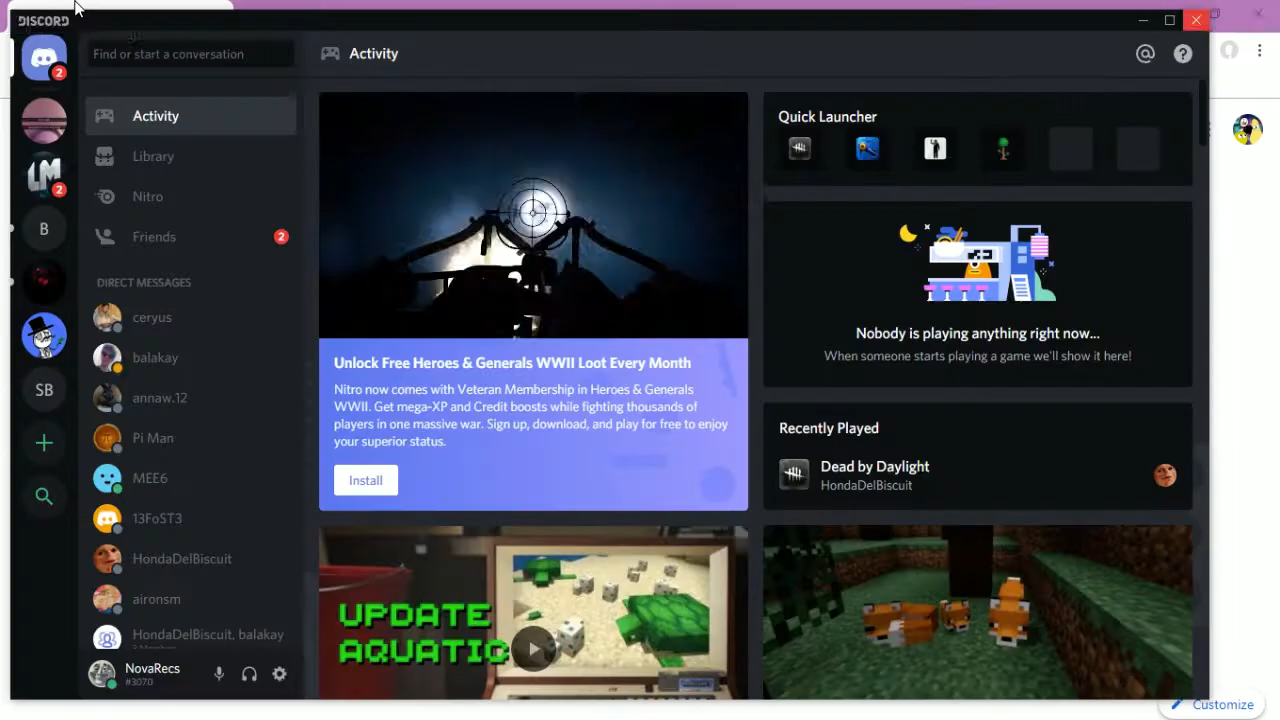 DISCORD
2
LM
2
B
SB
Find or start a conversation
Activity
Library
Nitro
Friends
2
DIRECT MESSAGES
ceryus
balakay
annaw.12
Pi Man
MEE6
13FoST3
HondaDelBiscuit
aironsm
HondaDelBiscuit, balakay
NovaRecs
#3070
Activity
Unlock Free Heroes & Generals WWII Loot Every Month
Nitro now comes with Veteran Membership in Heroes & Generals
WWII. Get mega-XP and Credit boosts while fighting thousands of
players in one massive war. Sign up, download, and play for free to enjoy
your superior status.
Install
UPDATE
AQUATIC
Quick Launcher
Nobody is playing anything right now...
When someone starts playing a game we'll show it here!
Recently Played
Dead by Daylight
HondaDelBiscuit
Customize